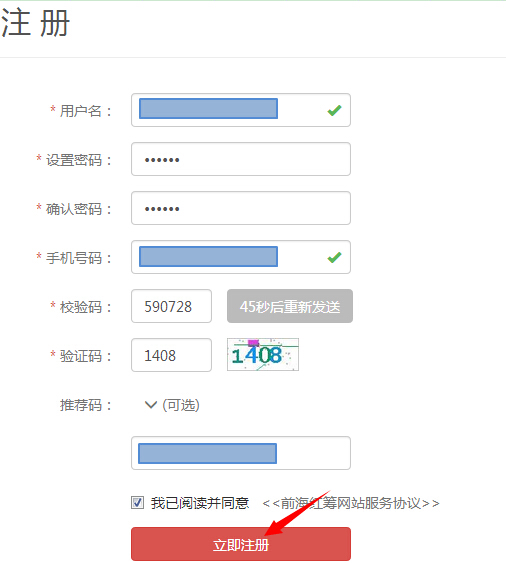 注 册
* 用户名：
* 设置密码： ••••••
* 确认密码： ••••••
* 手机号码：
* 校验码： 590728 45秒后重新发送
* 验证码： 1408 1408
推荐码： (可选)
我已阅读并同意 <<前海红筹网站服务协议>>
立即注册